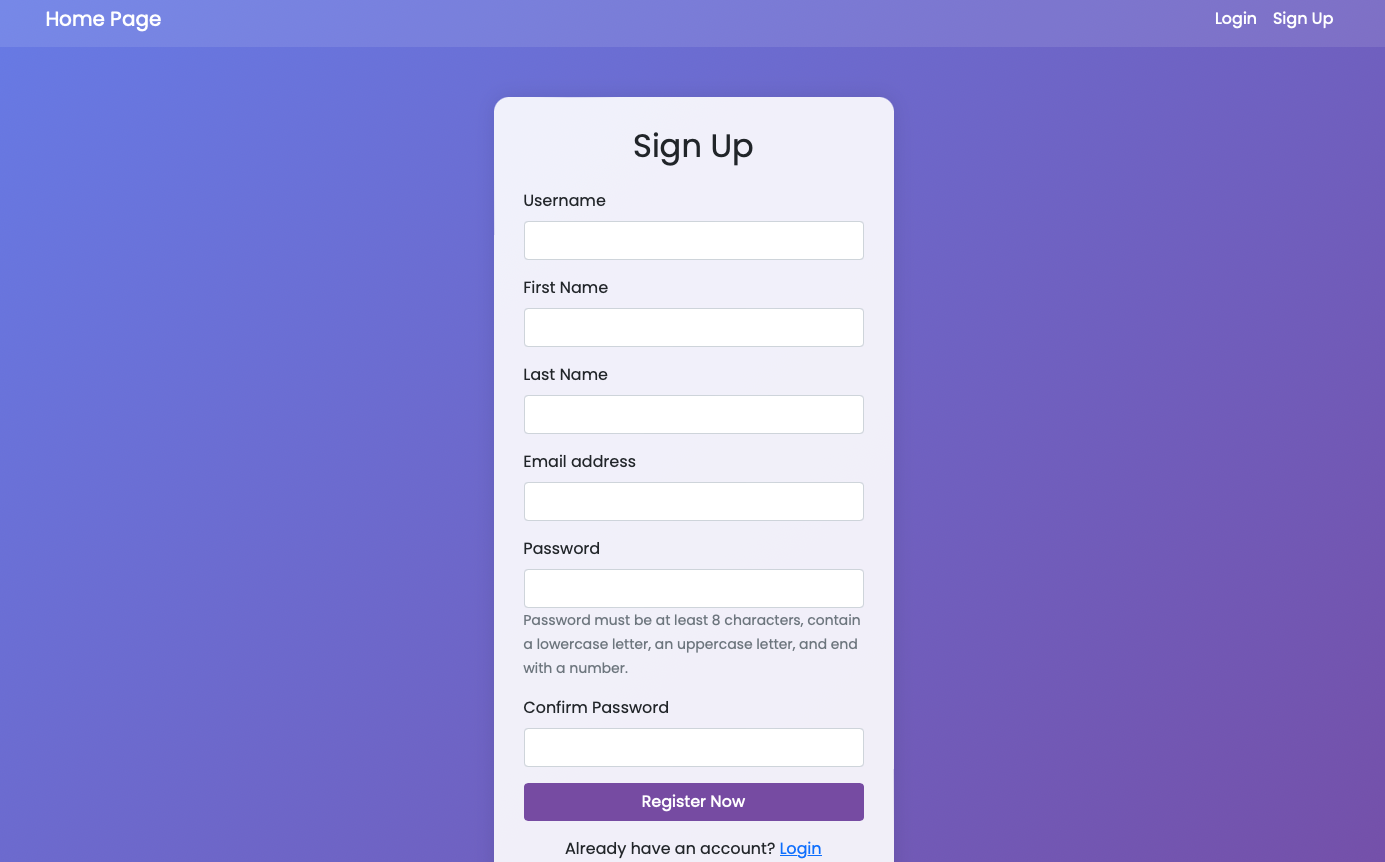 Home Page
Login Sign Up
Sign Up
Username
First Name
Last Name
Email address
Password
Password must be at least 8 characters, contain
a lowercase letter, an uppercase letter, and end
with a number.
Confirm Password
Register Now
Already have an account? Login